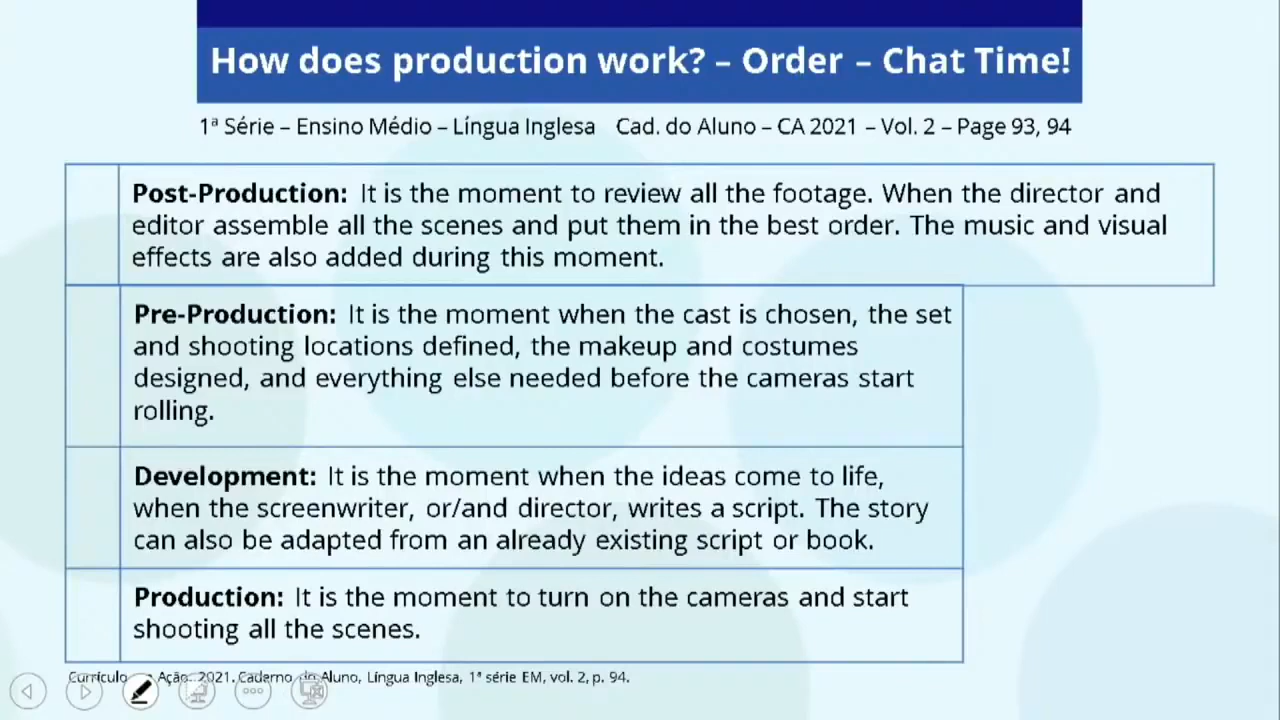 How does production work? – Order – Chat Time!
1ª Série – Ensino Médio – Língua Inglesa Cad. do Aluno – CA 2021 – Vol. 2 – Page 93, 94
Post-Production: It is the moment to review all the footage. When the director and
editor assemble all the scenes and put them in the best order. The music and visual
effects are also added during this moment.
Pre-Production: It is the moment when the cast is chosen, the set
and shooting locations defined, the makeup and costumes
designed, and everything else needed before the cameras start
rolling.
Development: It is the moment when the ideas come to life,
when the screenwriter, or/and director, writes a script. The story
can also be adapted from an already existing script or book.
Production: It is the moment to turn on the cameras and start
shooting all the scenes.
Currículo Ação. 2021. Caderno do Aluno, Língua Inglesa, 1ª série EM, vol. 2, p. 94.